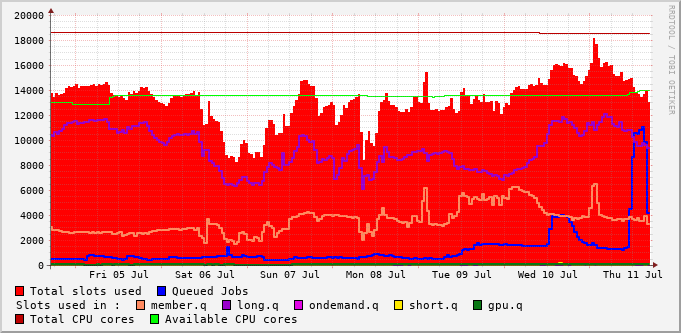 20000
18000
16000
14000
12000
10000
8000
6000
4000
2000
0
RRDTOOL / TOBI OETIKER
Fri 05 Jul Sat 06 Jul Sun 07 Jul Mon 08 Jul Tue 09 Jul Wed 10 Jul Thu 11 Jul
Total slots used Queued Jobs
Slots used in : member.q long.q ondemand.q short.q gpu.q
Total CPU cores Available CPU cores